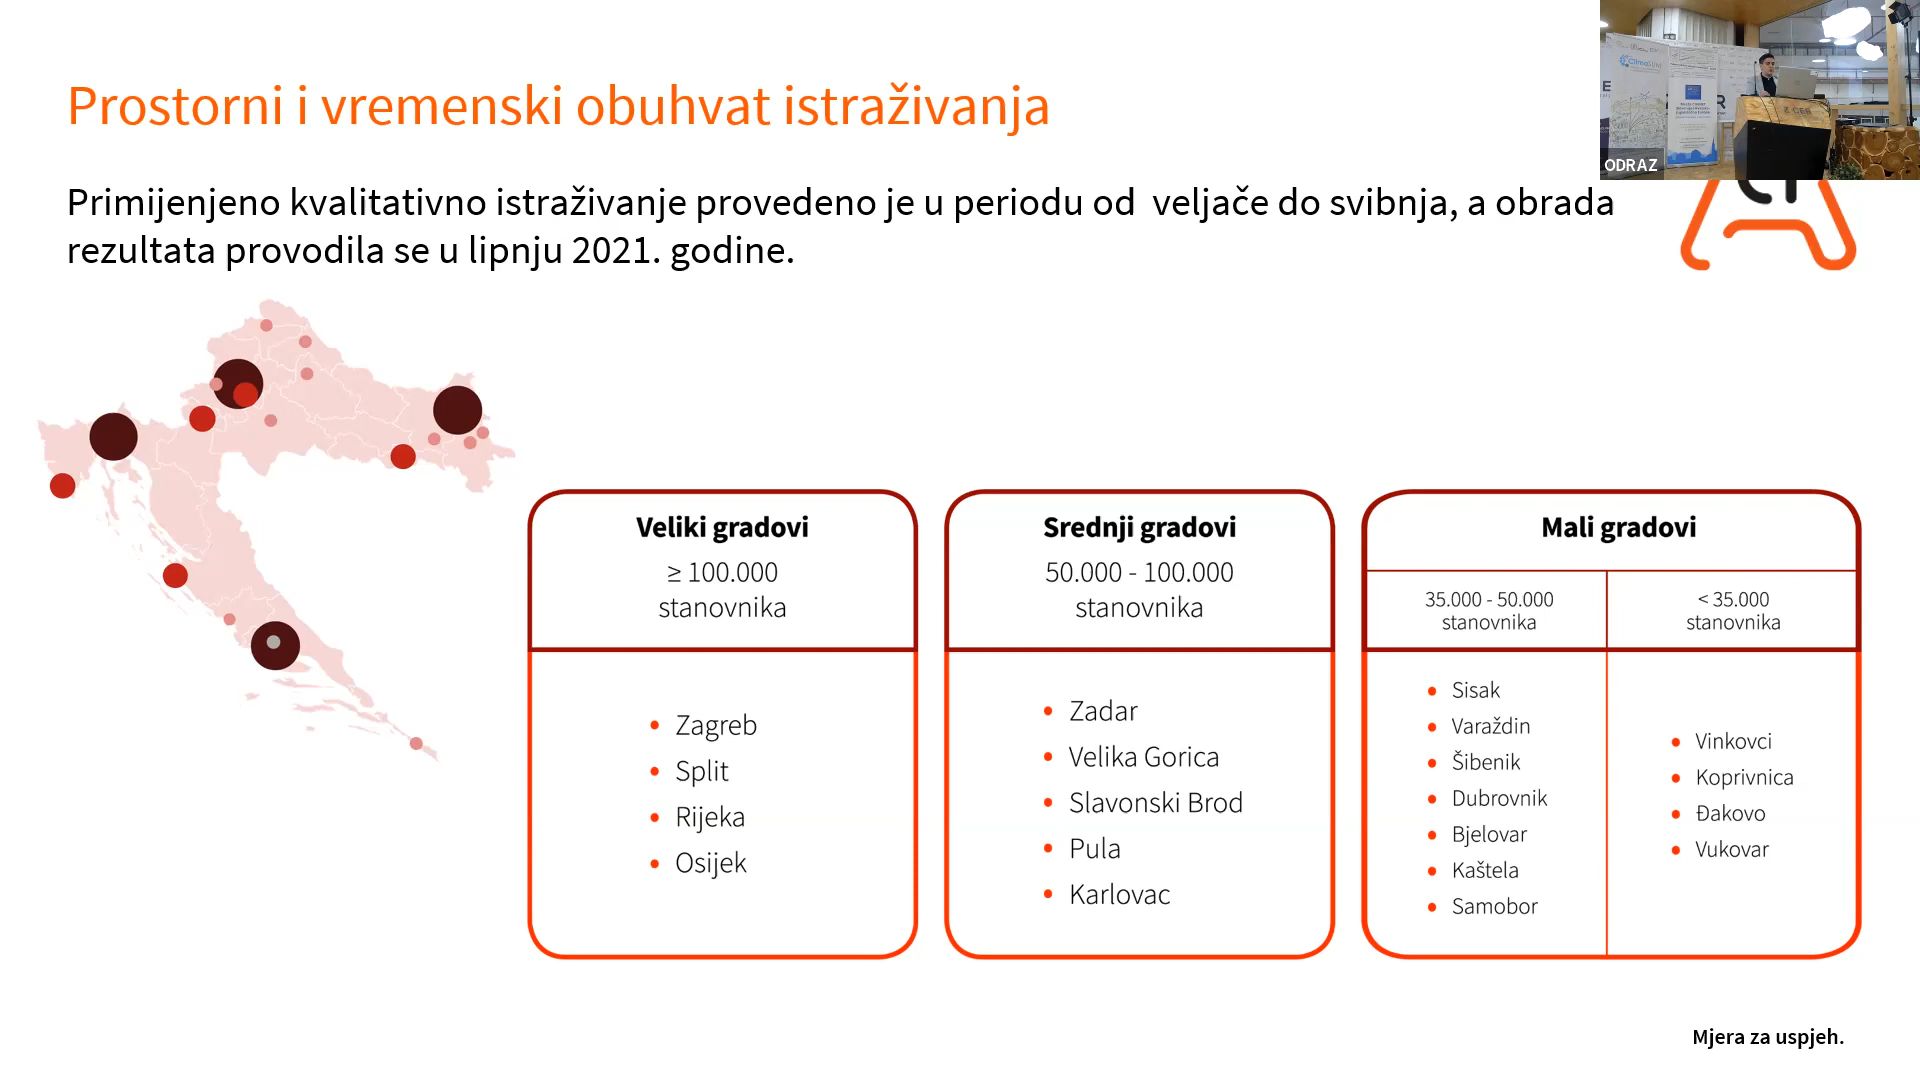 Prostorni i vremenski obuhvat istraživanja
ODRAZ
Primijenjeno kvalitativno istraživanje provedeno je u periodu od  veljače do svibnja, a obrada
rezultata provodila se u lipnju 2021. godine.
Veliki gradovi
≥ 100.000
stanovnika
Zagreb
Split
Rijeka
Osijek
Srednji gradovi
50.000 - 100.000
stanovnika
Zadar
Velika Gorica
Slavonski Brod
Pula
Karlovac
Mali gradovi
35.000 - 50.000
stanovnika
Sisak
Varaždin
Šibenik
Dubrovnik
Bjelovar
Kaštela
Samobor
< 35.000
stanovnika
Vinkovci
Koprivnica
Đakovo
Vukovar
Mjera za uspjeh.